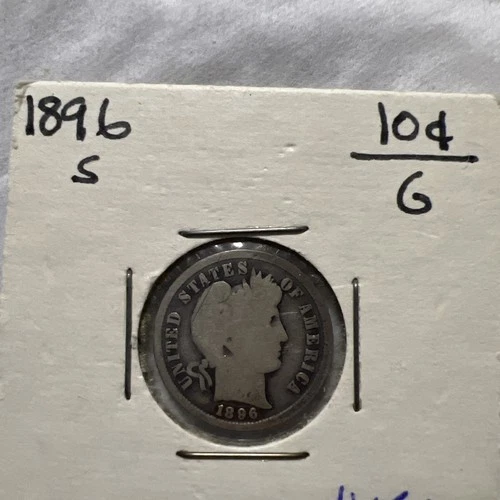 1896 10¢
S G
UNITED STATES OF AMERICA
1896